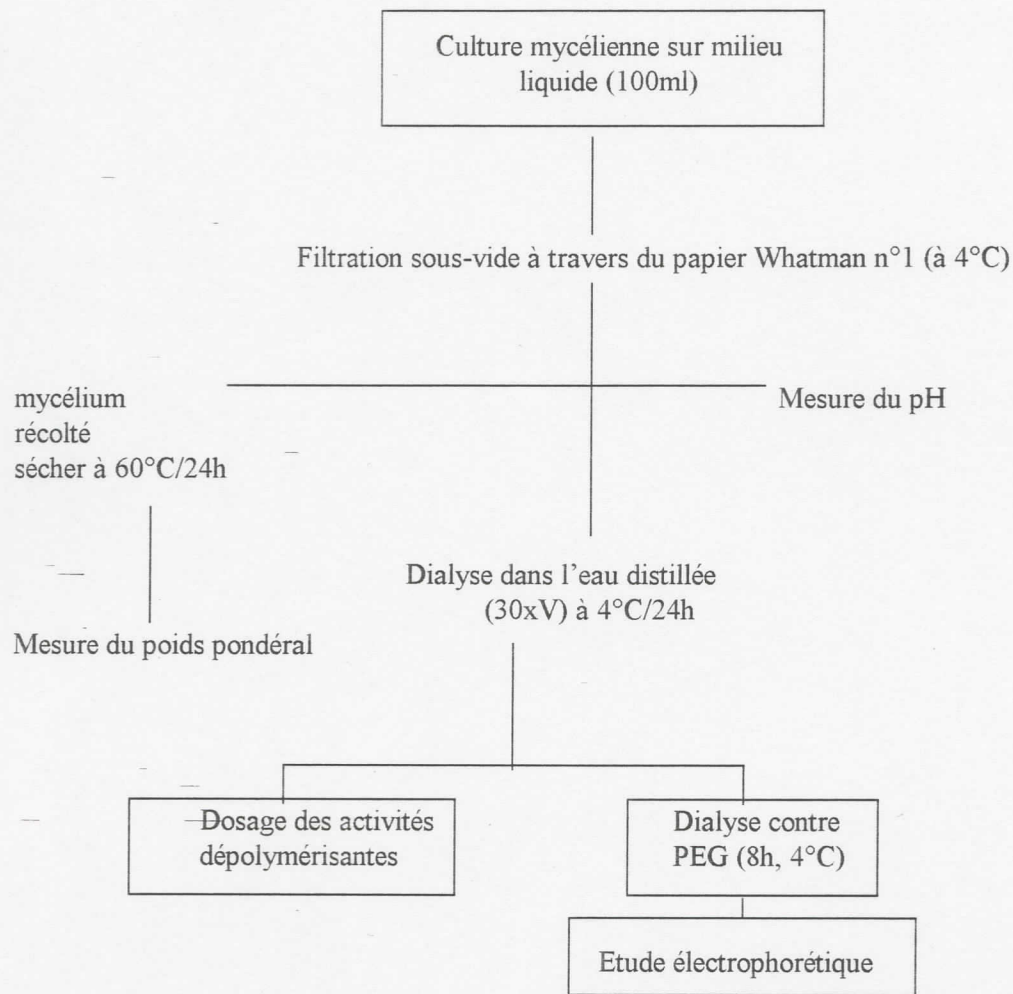 Culture mycélienne sur milieu
liquide (100ml)
Filtration sous-vide à travers du papier Whatman n°1 (à 4°C)
mycélium
récolté
sécher à 60°C/24h
Mesure du pH
Dialyse dans l’eau distillée
(30xV) à 4°C/24h
Mesure du poids pondéral
Dosage des activités
dépolymérisantes
Dialyse contre
PEG (8h, 4°C)
Etude électrophorétique